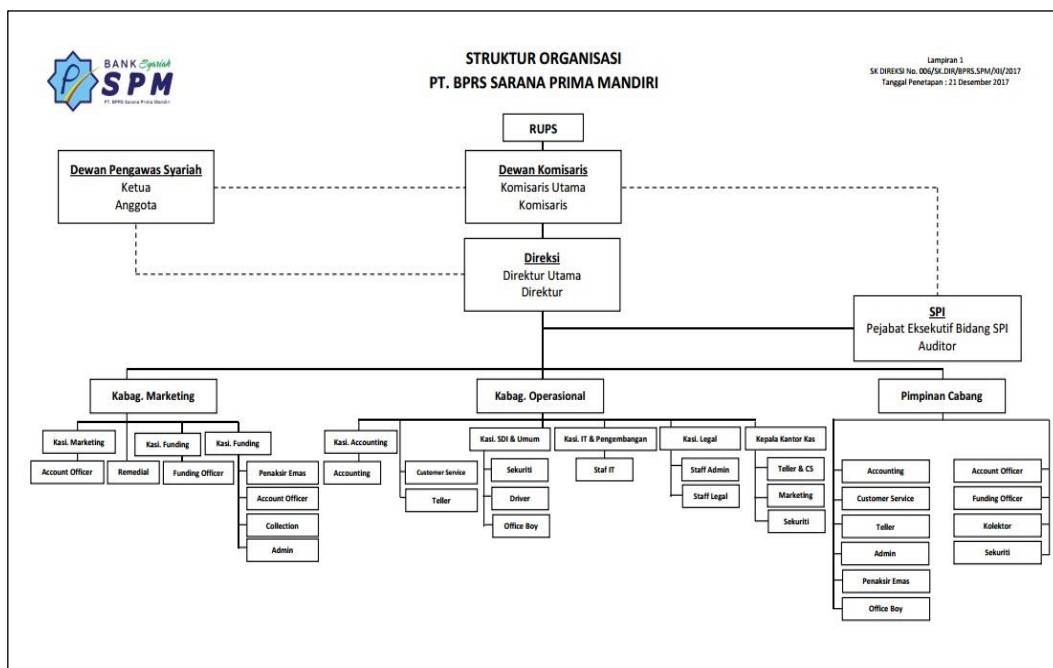 BANK Syariah
SPM
PT. BPRS Sarana Prima Mandiri
STRUKTUR ORGANISASI
PT. BPRS SARANA PRIMA MANDIRI
Lampiran 1
SK DIREKSI No. 006/SK.DIR/BPRS.SPM/XII/2017
Tanggal Penetapan : 21 Desember 2017
RUPS
Dewan Pengawas Syariah
Ketua
Anggota
Dewan Komisaris
Komisaris Utama
Komisaris
Direksi
Direktur Utama
Direktur
SPI
Pejabat Eksekutif Bidang SPI
Auditor
Kabag. Marketing
Kabag. Operasional
Pimpinan Cabang
Kasi. Marketing
Kasi. Funding
Kasi. Funding
Account Officer
Remedial
Funding Officer
Penaksir Emas
Account Officer
Collection
Admin
Kasi. Accounting
Kasi. SDI & Umum
Kasi. IT & Pengembangan
Kasi. Legal
Kepala Kantor Kas
Accounting
Customer Service
Teller
Sekuriti
Driver
Office Boy
Staf IT
Staff Admin
Staff Legal
Teller & CS
Marketing
Sekuriti
Accounting
Customer Service
Teller
Admin
Penaksir Emas
Office Boy
Account Officer
Funding Officer
Kolektor
Sekuriti